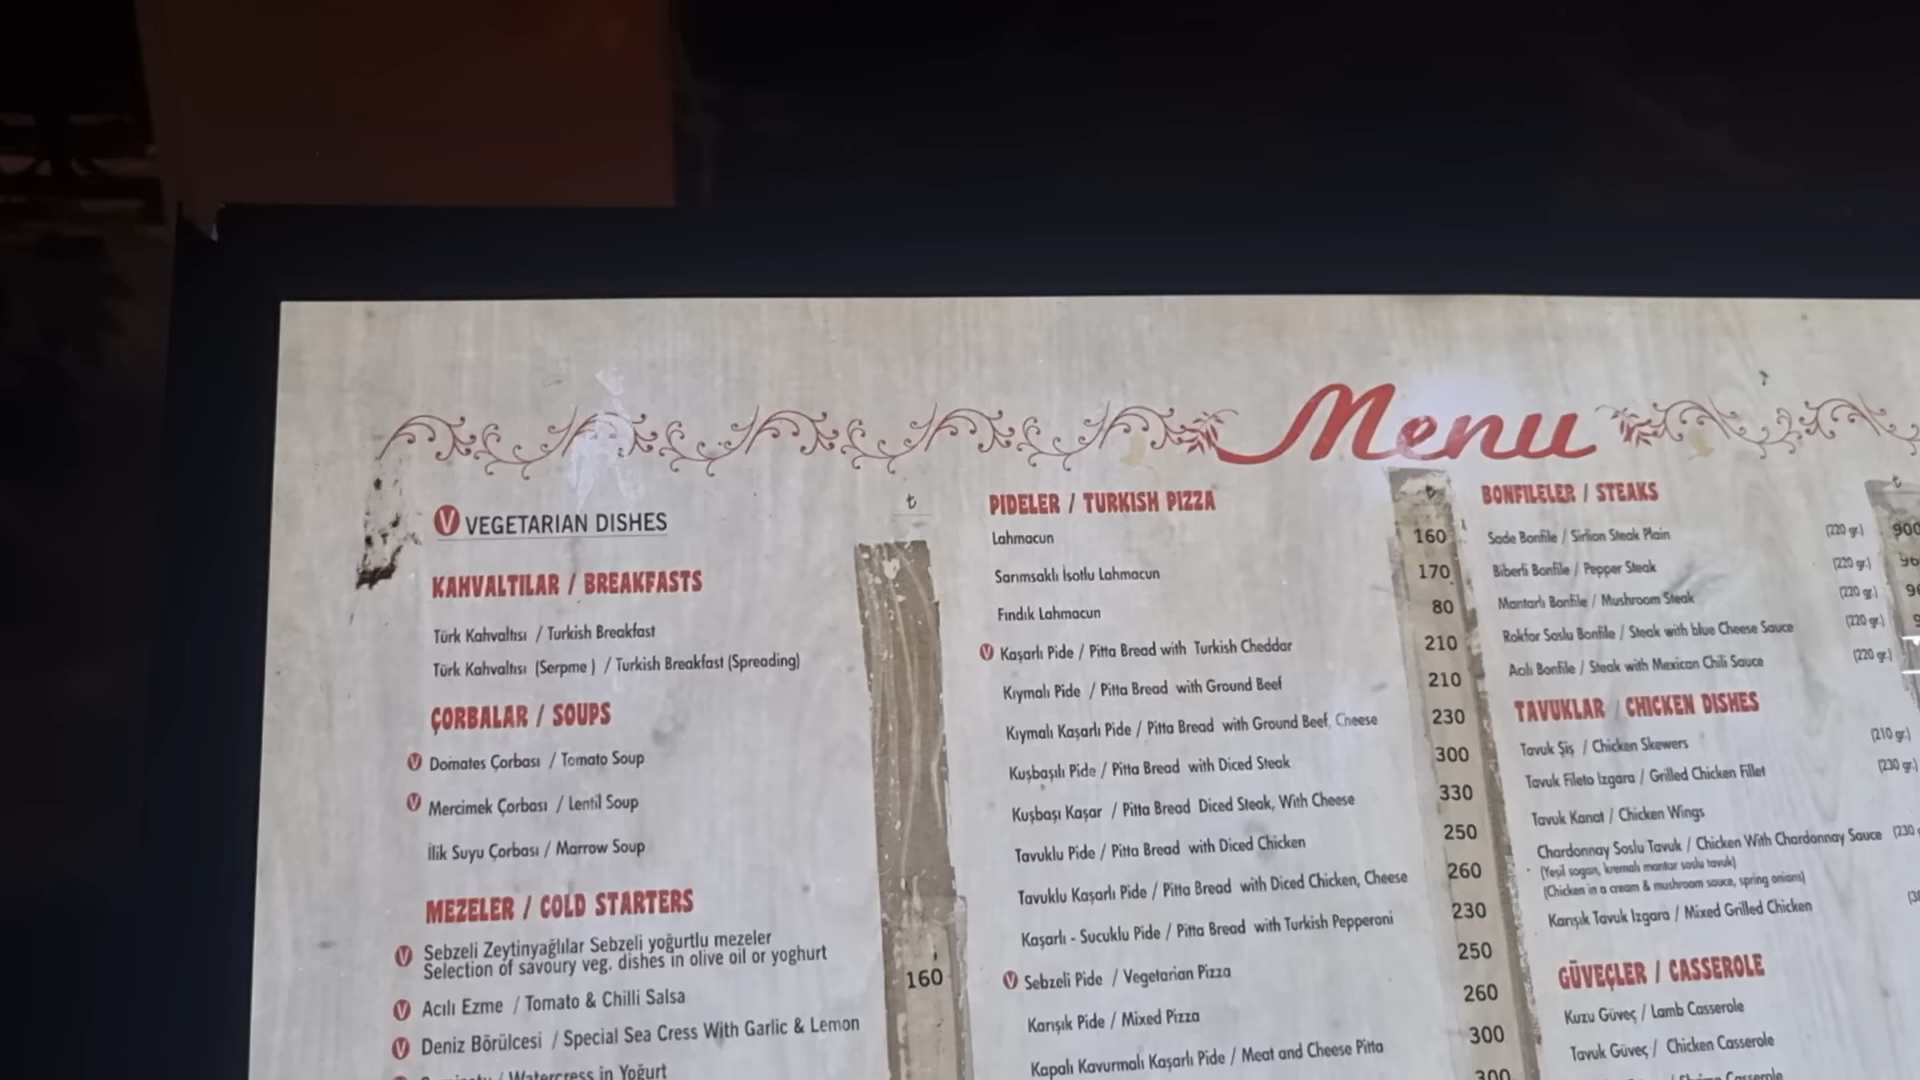 Menu
V VEGETARIAN DISHES
KAHVALTILAR / BREAKFASTS
Türk Kahvaltısı / Turkish Breakfast
Türk Kahvaltısı (Serpme ) / Turkish Breakfast (Spreading)
ÇORBALAR / SOUPS
V Domates Çorbası / Tomato Soup
V Mercimek Çorbası / Lentil Soup
İlik Suyu Çorbası / Marrow Soup
MEZELER / COLD STARTERS
V Sebzeli Zeytinyağlılar Sebzeli yoğurtlu mezeler
Selection of savoury veg. dishes in olive oil or yoghurt 160
V Acılı Ezme / Tomato & Chilli Salsa
V Deniz Börülcesi / Special Sea Cress With Garlic & Lemon
/ Watercress in Yoğurt
PIDELER / TURKISH PIZZA
Lahmacun 160
Sarımsaklı İsotlu Lahmacun 170
Fındık Lahmacun 80
V Kaşarlı Pide / Pitta Bread with Turkish Cheddar 210
Kıymalı Pide / Pitta Bread with Ground Beef 210
Kıymalı Kaşarlı Pide / Pitta Bread with Ground Beef, Cheese 230
Kuşbaşılı Pide / Pitta Bread with Diced Steak 300
Kuşbaşı Kaşar / Pitta Bread Diced Steak, With Cheese 330
Tavuklu Pide / Pitta Bread with Diced Chicken 250
Tavuklu Kaşarlı Pide / Pitta Bread with Diced Chicken, Cheese 260
Kaşarlı - Sucuklu Pide / Pitta Bread with Turkish Pepperoni 230
V Sebzeli Pide / Vegetarian Pizza 250
Karışık Pide / Mixed Pizza 260
Kapalı Kavurmalı Kaşarlı Pide / Meat and Cheese Pitta 300
300
BONFILELER / STEAKS
Sade Bonfile / Sirlion Steak Plain (220 gr.) 900
Biberli Bonfile / Pepper Steak (220 gr.)
Mantarlı Bonfile / Mushroom Steak (220 gr.)
Rokfor Soslu Bonfile / Steak with blue Cheese Sauce (220 gr.)
Acılı Bonfile / Steak with Mexican Chili Sauce (220 gr.)
TAVUKLAR / CHICKEN DISHES
Tavuk Şiş / Chicken Skewers (210 gr.)
Tavuk Fileto Izgara / Grilled Chicken Fillet (230 gr.)
Tavuk Kanat / Chicken Wings
Chardonnay Soslu Tavuk / Chicken With Chardonnay Sauce (230
(Yeşil sogan, kremalı mantar soslu tavuk)
(Chicken in a cream & mushroom sauce, spring onions)
Karışık Tavuk Izgara / Mixed Grilled Chicken
GÜVEÇLER / CASSEROLE
Kuzu Güveç / Lamb Casserole
Tavuk Güveç / Chicken Casserole
Casserole